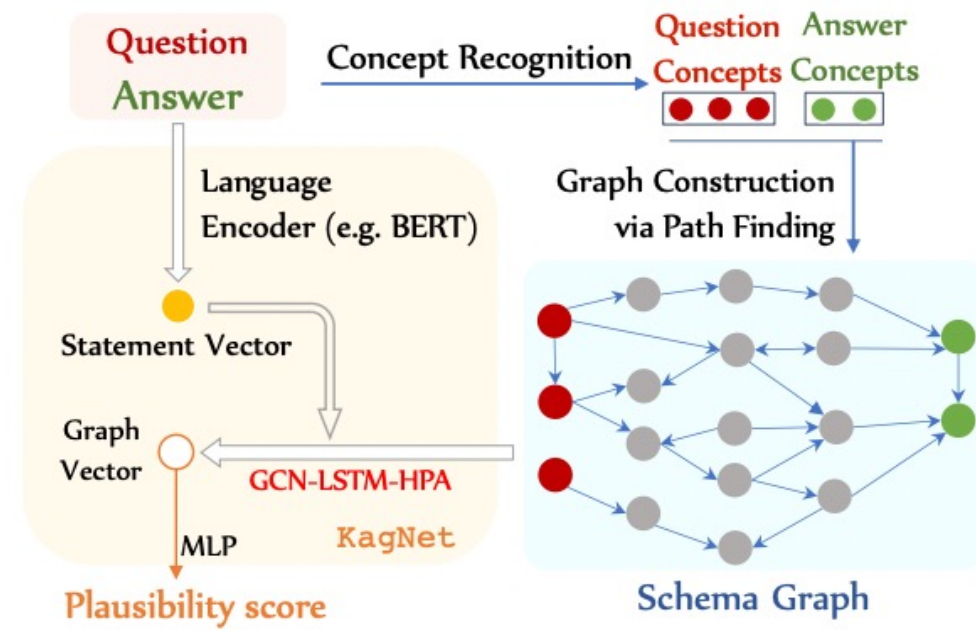 Question
Answer
Concept Recognition
Question
Concepts
Answer
Concepts
Language
Encoder (e.g. BERT)
Graph Construction
via Path Finding
Statement Vector
Graph
Vector
GCN-LSTM-HPA
KagNet
MLP
Plausibility score
Schema Graph